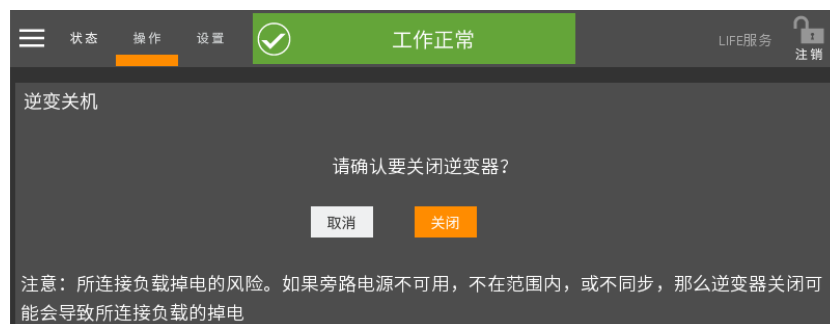 状态 操作 设置 工作正常 LIFE服务 注销
逆变关机
请确认要关闭逆变器？
取消 关闭
注意：所连接负载掉电的风险。如果旁路电源不可用，不在范围内，或不同步，那么逆变器关闭可
能会导致所连接负载的掉电